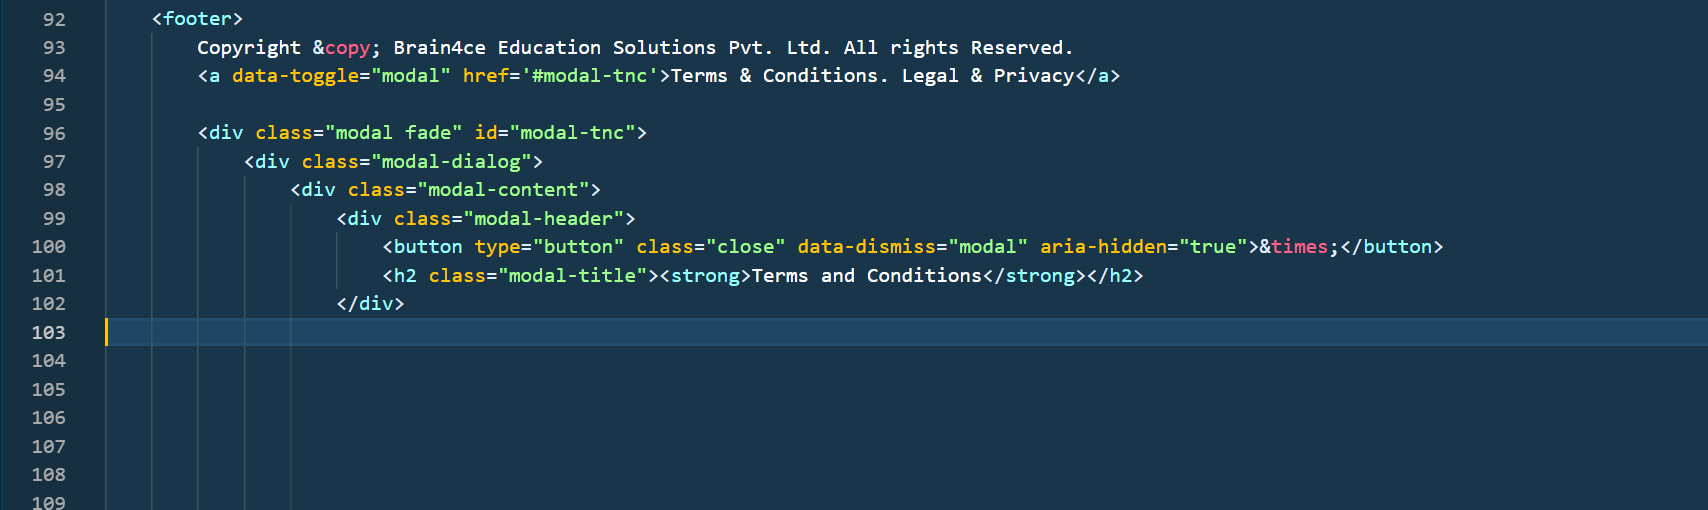 92 <footer>
93 Copyright &copy; Brain4ce Education Solutions Pvt. Ltd. All rights Reserved.
94 <a data-toggle="modal" href='#modal-tnc'>Terms & Conditions. Legal & Privacy</a>
95
96 <div class="modal fade" id="modal-tnc">
97 <div class="modal-dialog">
98 <div class="modal-content">
99 <div class="modal-header">
100 <button type="button" class="close" data-dismiss="modal" aria-hidden="true">&times;</button>
101 <h2 class="modal-title"><strong>Terms and Conditions</strong></h2>
102 </div>
103
104
105
106
107
108
109